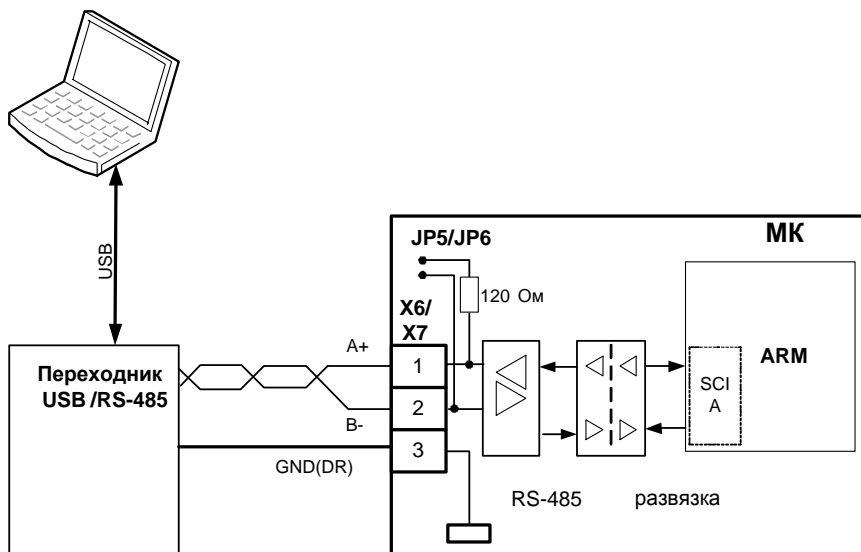 USB
Переходник
USB /RS-485
A+
B-
GND(DR)
МК
JP5/JP6
120 Ом
X6/
X7
1
2
3
ARM
SCI
A
RS-485
развязка